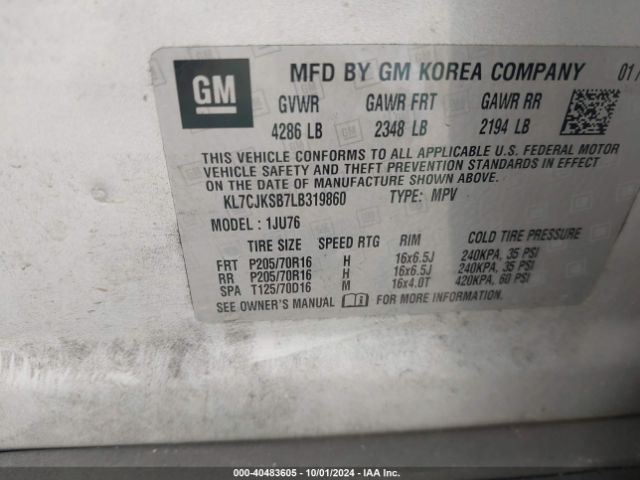 GM
MFD BY GM KOREA COMPANY 01/
GVWR GAWR FRT GAWR RR
4286 LB 2348 LB 2194 LB
THIS VEHICLE CONFORMS TO ALL APPLICABLE U.S. FEDERAL MOTOR
VEHICLE SAFETY AND THEFT PREVENTION STANDARDS IN EFFECT
ON THE DATE OF MANUFACTURE SHOWN ABOVE.
KL7CJKSB7LB319860 TYPE: MPV
MODEL : 1JU76
TIRE SIZE SPEED RTG RIM COLD TIRE PRESSURE
FRT P205/70R16 H 16x6.5J 240KPA, 35 PSI
RR P205/70R16 H 16x6.5J 240KPA, 35 PSI
SPA T125/70D16 M 16x4.0T 420KPA, 60 PSI
SEE OWNER'S MANUAL FOR MORE INFORMATION.
000-40483605 - 10/01/2024 - IAA Inc.